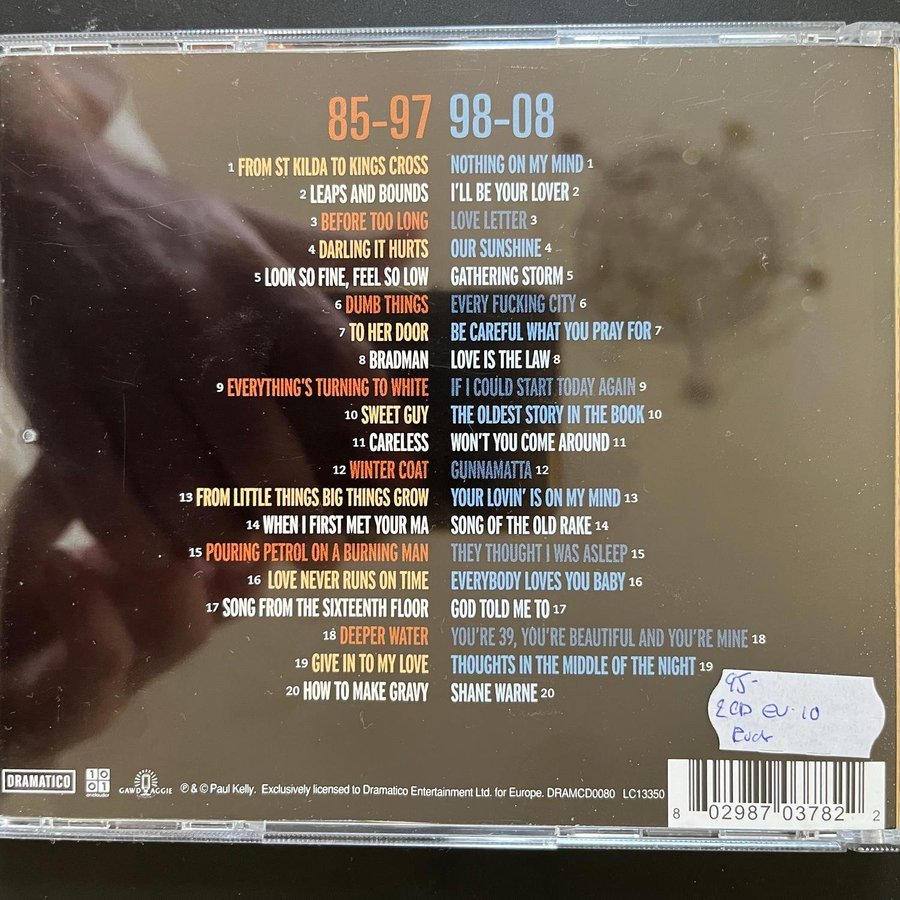 85-97 98-08
1 FROM ST KILDA TO KINGS CROSS
2 LEAPS AND BOUNDS
3 BEFORE TOO LONG
4 DARLING IT HURTS
5 LOOK SO FINE, FEEL SO LOW
6 DUMB THINGS
7 TO HER DOOR
8 BRADMAN
9 EVERYTHING'S TURNING TO WHITE
10 SWEET GUY
11 CARELESS
12 WINTER COAT
13 FROM LITTLE THINGS BIG THINGS GROW
14 WHEN I FIRST MET YOUR MA
15 POURING PETROL ON A BURNING MAN
16 LOVE NEVER RUNS ON TIME
17 SONG FROM THE SIXTEENTH FLOOR
18 DEEPER WATER
19 GIVE IN TO MY LOVE
20 HOW TO MAKE GRAVY
NOTHING ON MY MIND 1
I'LL BE YOUR LOVER 2
LOVE LETTER 3
OUR SUNSHINE 4
GATHERING STORM 5
EVERY FUCKING CITY 6
BE CAREFUL WHAT YOU PRAY FOR 7
LOVE IS THE LAW 8
IF I COULD START TODAY AGAIN 9
THE OLDEST STORY IN THE BOOK 10
WON'T YOU COME AROUND 11
GUNNAMATTA 12
YOUR LOVIN' IS ON MY MIND 13
SONG OF THE OLD RAKE 14
THEY THOUGHT I WAS ASLEEP 15
EVERYBODY LOVES YOU BABY 16
GOD TOLD ME TO 17
YOU'RE 39, YOU'RE BEAUTIFUL AND YOU'RE MINE 18
THOUGHTS IN THE MIDDLE OF THE NIGHT 19
SHANE WARNE 20
95-
2CD EU-10
DRAMATICO
10
01
onelouder
GAWD AGGIE
℗ & © Paul Kelly. Exclusively licensed to Dramatico Entertainment Ltd. for Europe. DRAMCD0080 LC13350
8 02987 03782 2